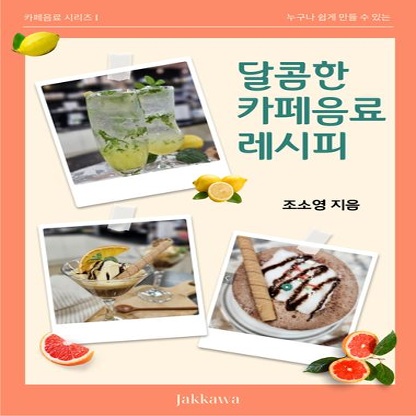 카페음료 시리즈 1
누구나 쉽게 만들 수 있는
달콤한
카페음료
레시피
조소영 지음
Jakkawa